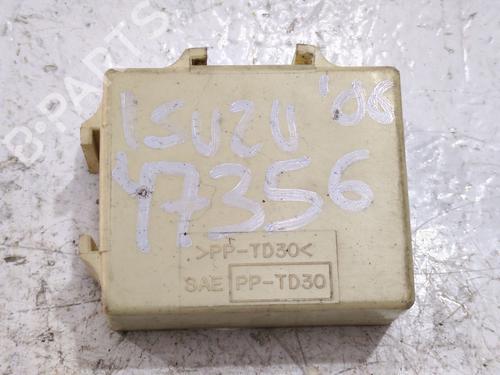 B-PARTS
ISUZU '06
47356
>PP-TD30<
SAE PP-TD30